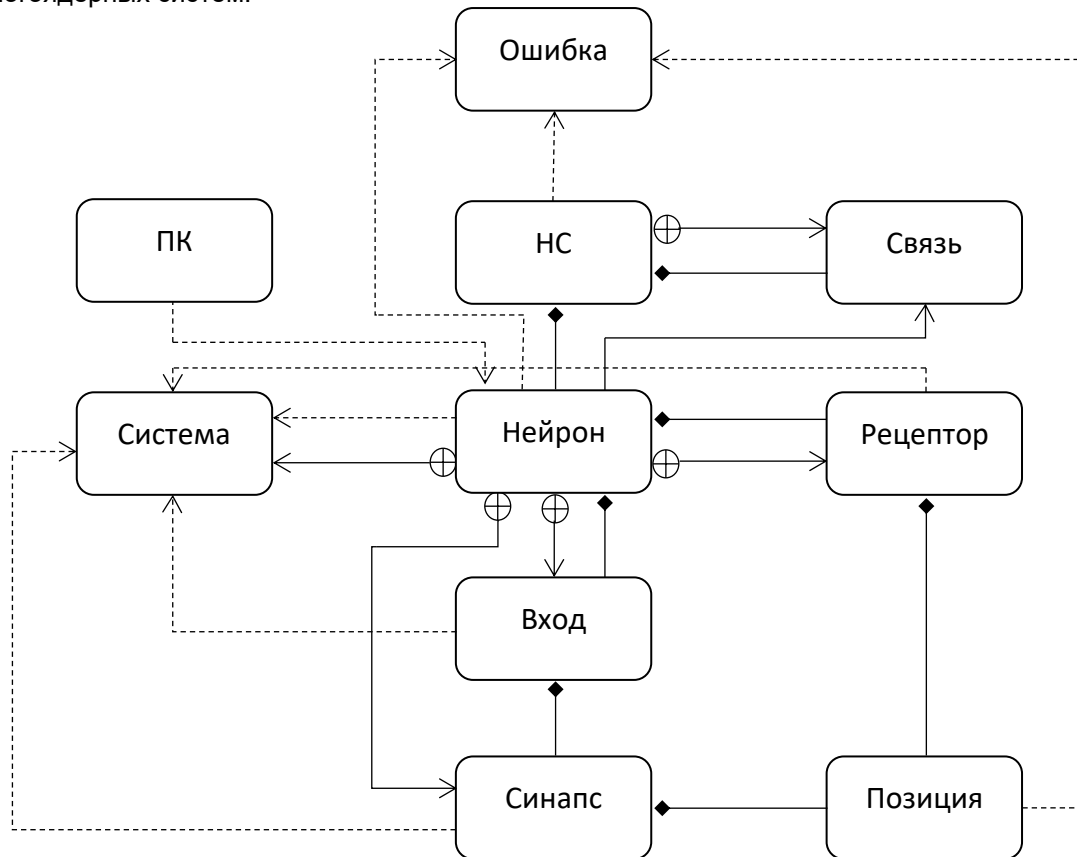 Ошибка
ПК
НС
Связь
Система
Нейрон
Рецептор
Вход
Синапс
Позиция